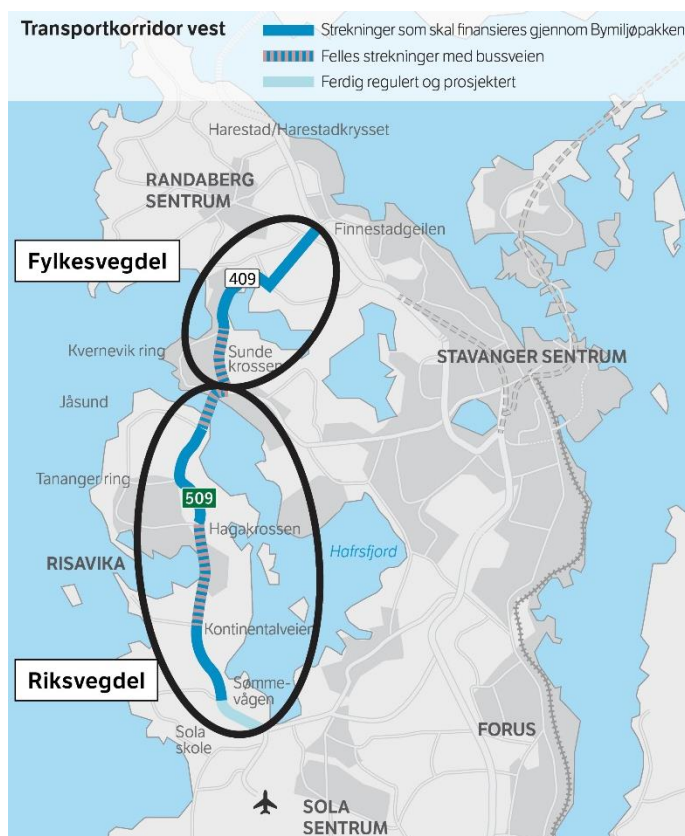 Transportkorridor vest
Strekninger som skal finansieres gjennom Bymiljøpakken
Felles strekninger med bussveien
Ferdig regulert og prosjektert
Harestad/Harestadkrysset
RANDABERG
SENTRUM
Finnestadgeilen
Fylkesvegdel
409
Kvernevik ring
Sunde
krossen
STAVANGER SENTRUM
Jåsund
Tananger ring
509
Hagakrossen
Hafrsfjord
RISAVIKA
Kontinentalveien
Riksvegdel
Sømme-
vågen
Sola
skole
FORUS
SOLA
SENTRUM